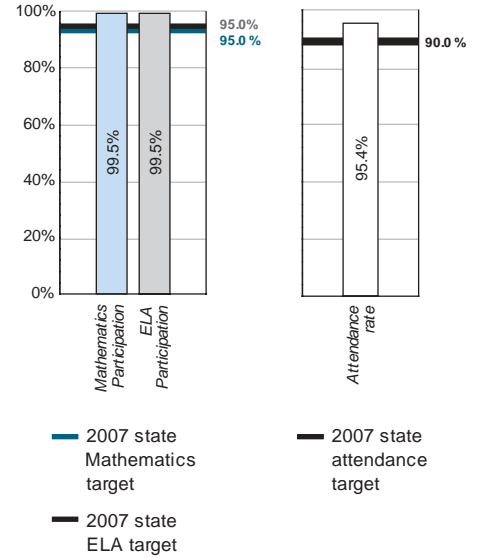 100%
80%
60%
40%
20%
0%
99.5%
99.5%
95.0%
95.0%
Mathematics
Participation
ELA
Participation
95.4%
90.0%
Attendance
rate
2007 state
Mathematics
target
2007 state
ELA target
2007 state
attendance
target